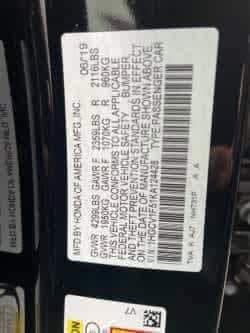 MFD.BY HONDA OF AMERICA MFG.,INC. 06/19
GVWR 4299LBS GAWR F 2359LBS R 2116LBS
GVWR 1950KG GAWR F 1070KG R 960KG
THIS VEHICLE CONFORMS TO ALL APPLICABLE
FEDERAL MOTOR VEHICLE SAFETY BUMPER,
AND THEFT PREVENTION STANDARDS IN EFFECT
ON THE DATE OF MANUFACTURE SHOWN ABOVE.
TYPE:PASSENGER CAR
TVA K A
A A
V7